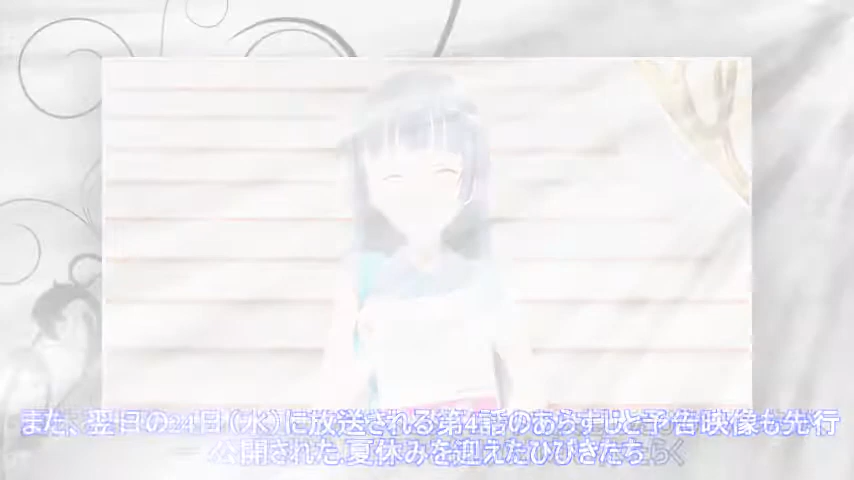 また、翌日の24日（水）に放送される第4話のあらすじと予告映像も先行
公開された。夏休みを迎えたひびきたち